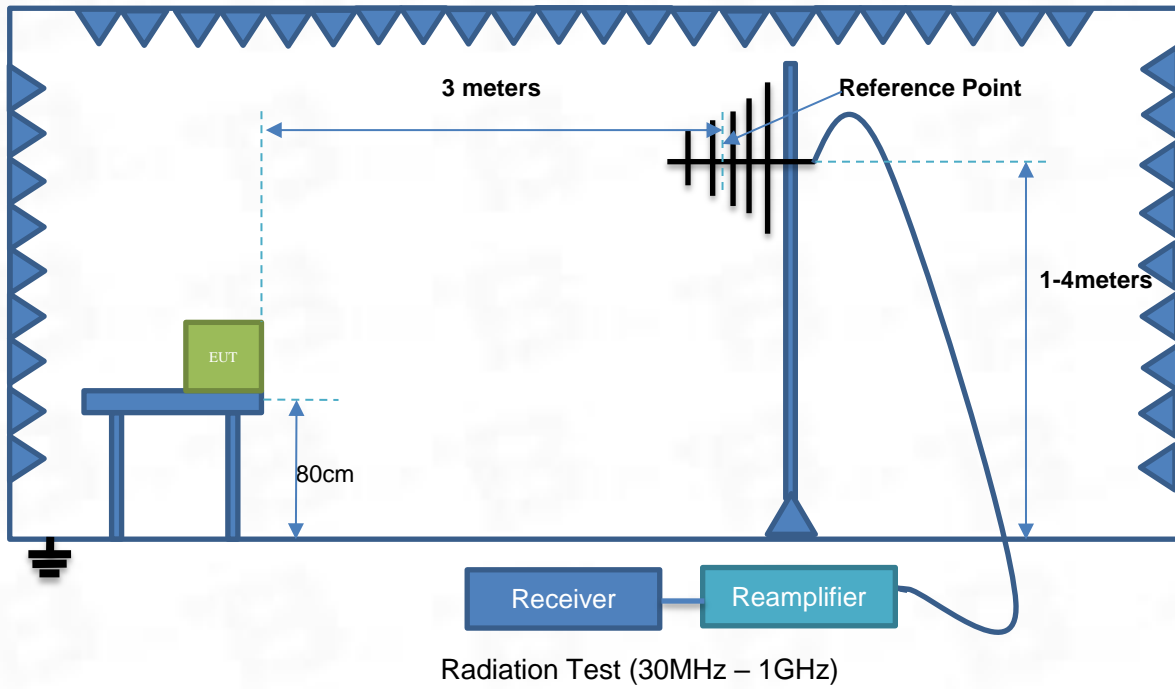 3 meters
Reference Point
1-4meters
EUT
80cm
Receiver
Reamplifier
Radiation Test (30MHz – 1GHz)